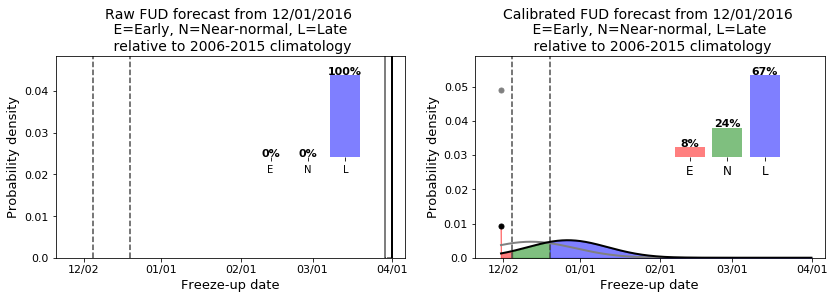 Raw FUD forecast from 12/01/2016
E=Early, N=Near-normal, L=Late
relative to 2006-2015 climatology
Probability density
0.04
0.03
0.02
0.01
0.0
100%
0%
0%
E
N
L
12/02
01/01
02/01
03/01
04/01
Freeze-up date
Calibrated FUD forecast from 12/01/2016
E=Early, N=Near-normal, L=Late
relative to 2006-2015 climatology
Probability density
0.05
0.04
0.03
0.02
0.01
0.0
67%
24%
8%
E
N
L
12/02
01/01
02/01
03/01
04/01
Freeze-up date